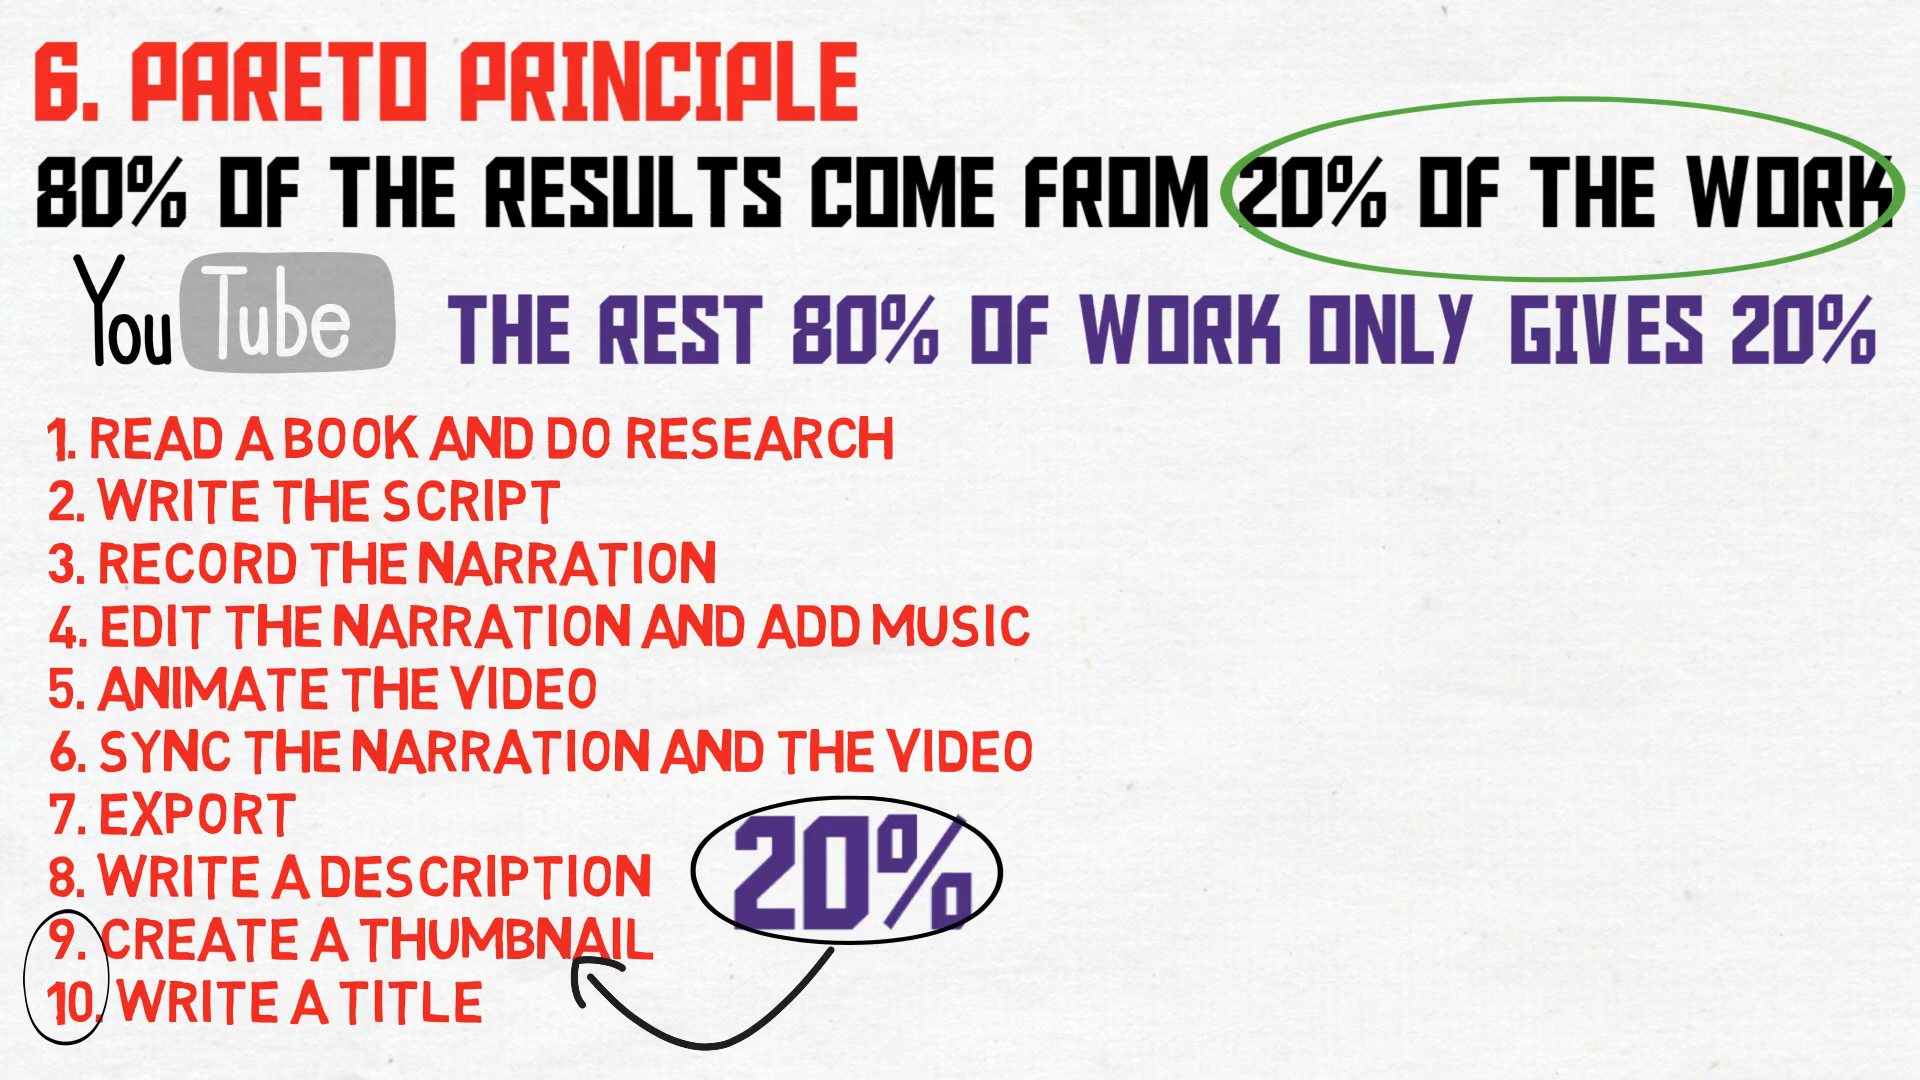 6. PARETO PRINCIPLE
80% OF THE RESULTS COME FROM 20% OF THE WORK
YouTube
THE REST 80% OF WORK ONLY GIVES 20%
1. READ A BOOK AND DO RESEARCH
2. WRITE THE SCRIPT
3. RECORD THE NARRATION
4. EDIT THE NARRATION AND ADD MUSIC
5. ANIMATE THE VIDEO
6. SYNC THE NARRATION AND THE VIDEO
7. EXPORT
8. WRITE A DESCRIPTION
20%
9. CREATE A THUMBNAIL
10. WRITE A TITLE